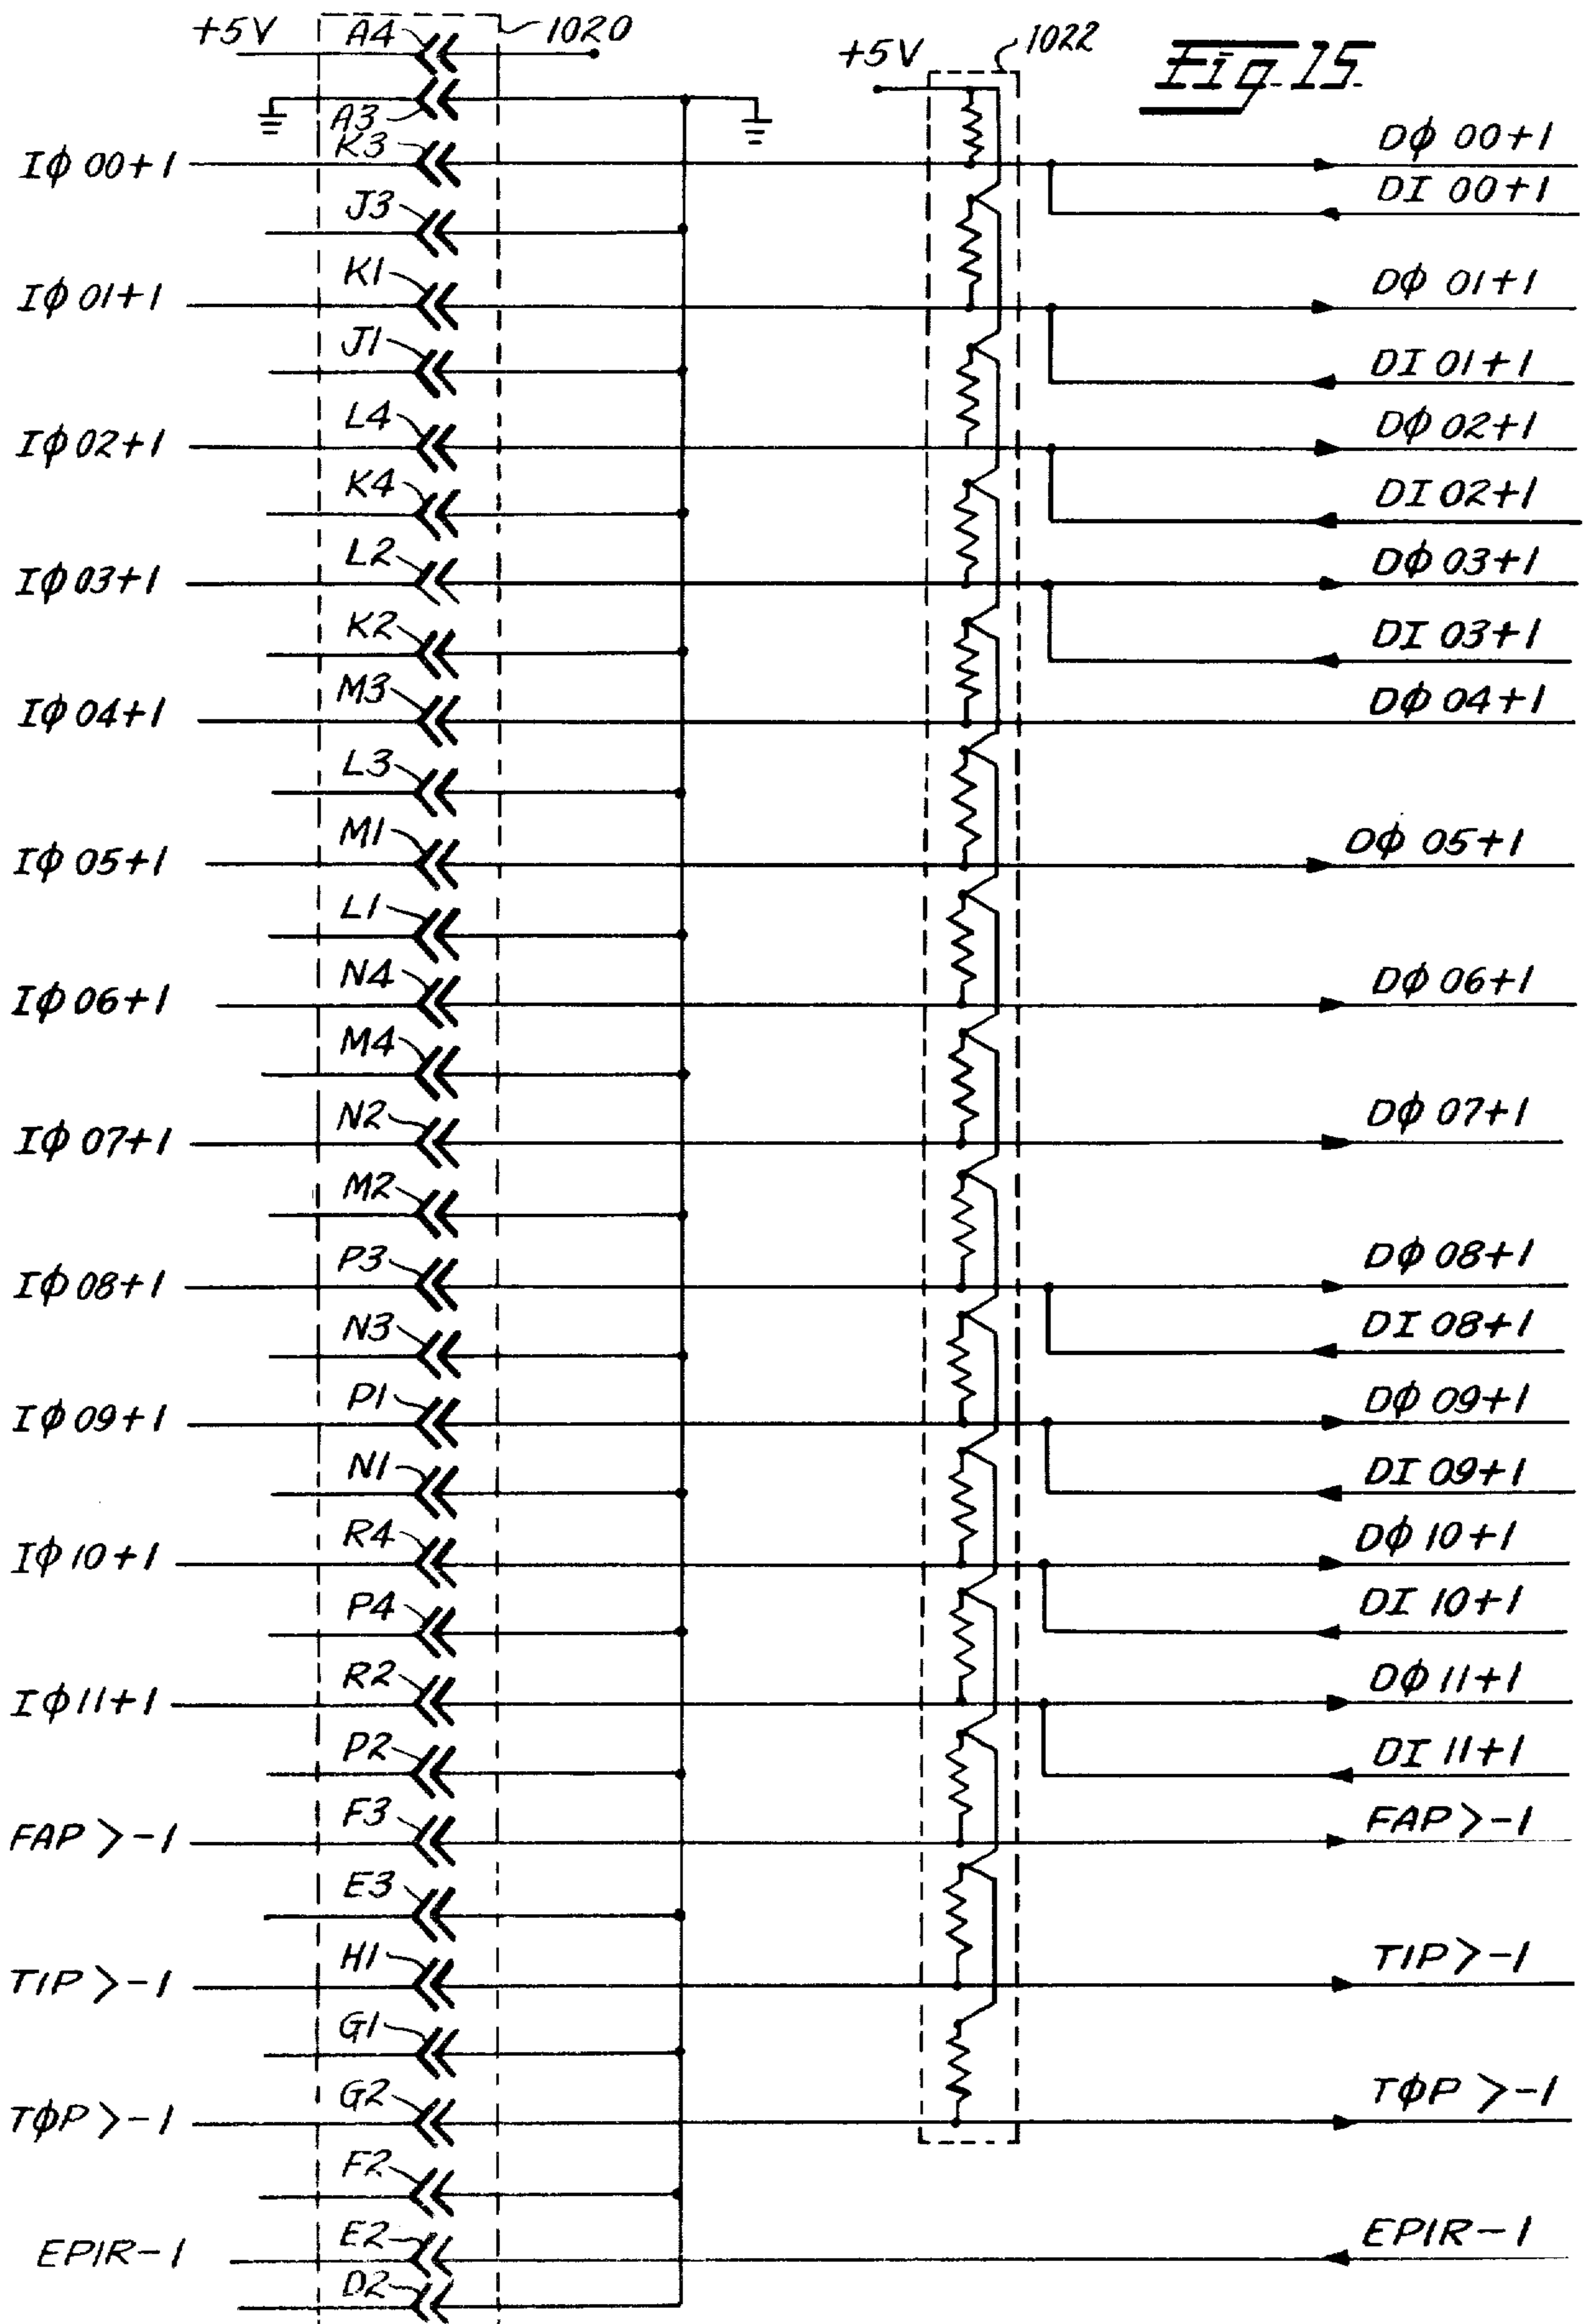 +5V A4 1020
+5V 1022 Fig-15
A3
Iφ 00+1 K3 Dφ 00+1
J3 DI 00+1
Iφ 01+1 K1 Dφ 01+1
J1 DI 01+1
Iφ 02+1 L4 Dφ 02+1
K4 DI 02+1
Iφ 03+1 L2 Dφ 03+1
K2 DI 03+1
Iφ 04+1 M3 Dφ 04+1
L3
Iφ 05+1 M1 Dφ 05+1
L1
Iφ 06+1 N4 Dφ 06+1
M4
Iφ 07+1 N2 Dφ 07+1
M2
Iφ 08+1 P3 Dφ 08+1
N3 DI 08+1
Iφ 09+1 P1 Dφ 09+1
N1 DI 09+1
Iφ 10+1 R4 Dφ 10+1
P4 DI 10+1
Iφ 11+1 R2 Dφ 11+1
P2 DI 11+1
FAP >-1 F3 FAP >-1
E3
TIP >-1 H1 TIP >-1
G1
TφP >-1 G2 TφP >-1
F2
EPIR-1 E2 EPIR-1
D2